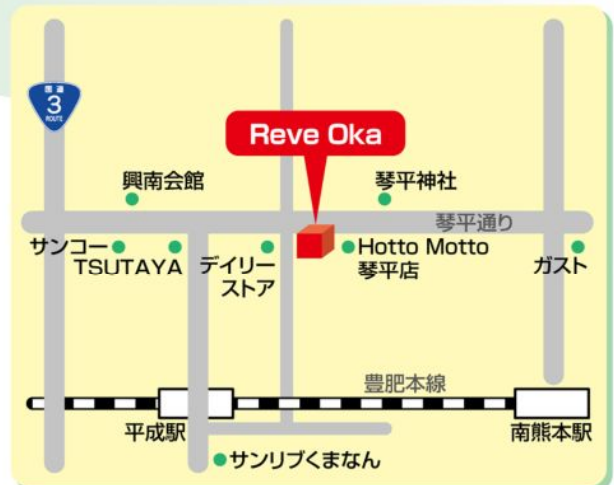 国道
3
ROUTE
Reve Oka
興南会館
琴平神社
琴平通り
サンコー
TSUTAYA
デイリー
ストア
Hotto Motto
琴平店
ガスト
豊肥本線
平成駅
南熊本駅
サンリブくまなん